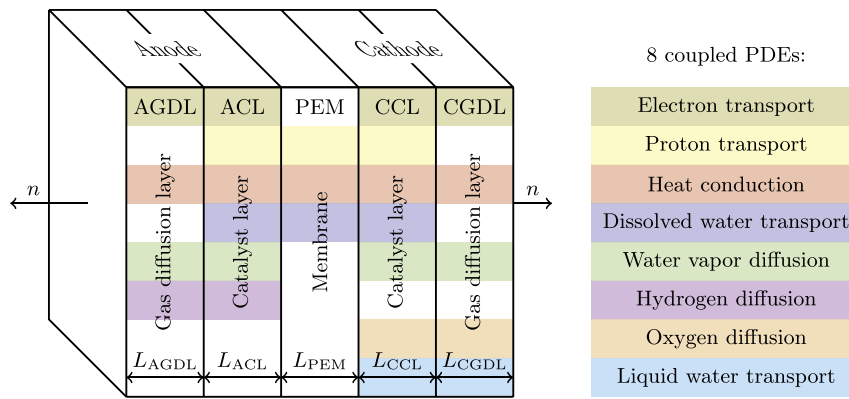 Anode Cathode
8 coupled PDEs:
AGDL ACL PEM CCL CGDL
Electron transport
Proton transport
Heat conduction
Dissolved water transport
Water vapor diffusion
Hydrogen diffusion
Oxygen diffusion
Liquid water transport
n n
Gas diffusion layer
Catalyst layer
Membrane
Catalyst layer
Gas diffusion layer
L_AGDL L_ACL L_PEM L_CCL L_CGDL